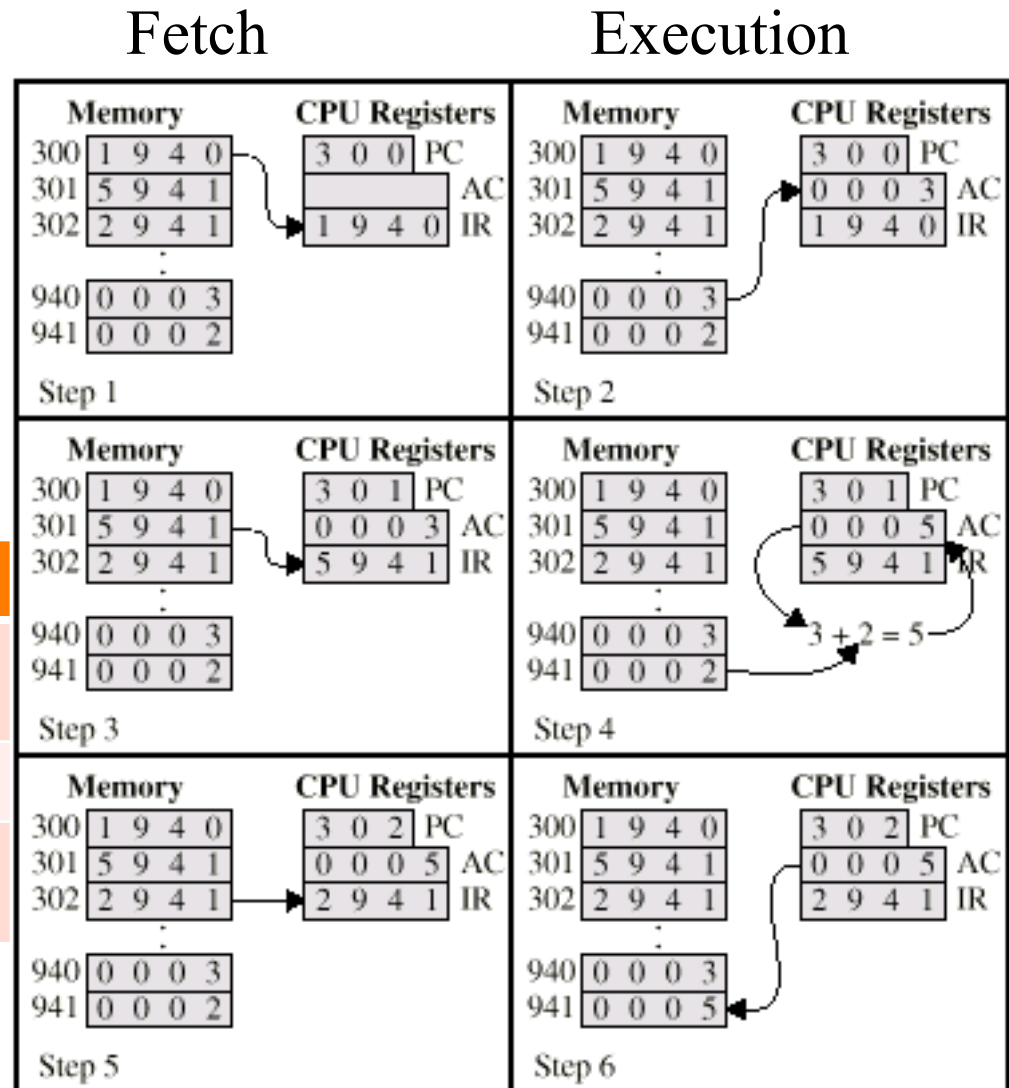 Fetch Execution
Memory CPU Registers
300 1 9 4 0 3 0 0 PC
301 5 9 4 1 AC
302 2 9 4 1 1 9 4 0 IR
:
940 0 0 0 3
941 0 0 0 2
Step 1
Memory CPU Registers
300 1 9 4 0 3 0 0 PC
301 5 9 4 1 0 0 0 3 AC
302 2 9 4 1 1 9 4 0 IR
:
940 0 0 0 3
941 0 0 0 2
Step 2
Memory CPU Registers
300 1 9 4 0 3 0 1 PC
301 5 9 4 1 0 0 0 3 AC
302 2 9 4 1 5 9 4 1 IR
:
940 0 0 0 3
941 0 0 0 2
Step 3
Memory CPU Registers
300 1 9 4 0 3 0 1 PC
301 5 9 4 1 0 0 0 5 AC
302 2 9 4 1 5 9 4 1 IR
:
940 0 0 0 3 3 + 2 = 5
941 0 0 0 2
Step 4
Memory CPU Registers
300 1 9 4 0 3 0 2 PC
301 5 9 4 1 0 0 0 5 AC
302 2 9 4 1 2 9 4 1 IR
:
940 0 0 0 3
941 0 0 0 2
Step 5
Memory CPU Registers
300 1 9 4 0 3 0 2 PC
301 5 9 4 1 0 0 0 5 AC
302 2 9 4 1 2 9 4 1 IR
:
940 0 0 0 3
941 0 0 0 5
Step 6